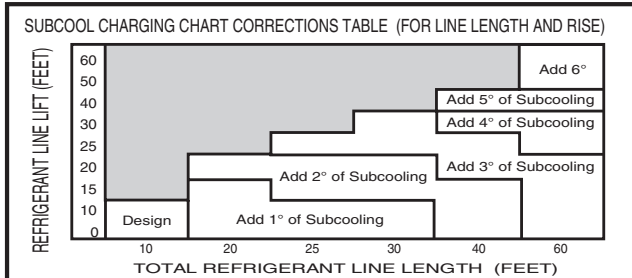 SUBCOOL CHARGING CHART CORRECTIONS TABLE (FOR LINE LENGTH AND RISE)
REFRIGERANT LINE LIFT (FEET)
60
50
40
30
25
20
15
10
0
Add 6°
Add 5° of Subcooling
Add 4° of Subcooling
Add 3° of Subcooling
Add 2° of Subcooling
Design
Add 1° of Subcooling
10 20 25 30 40 60
TOTAL REFRIGERANT LINE LENGTH (FEET)